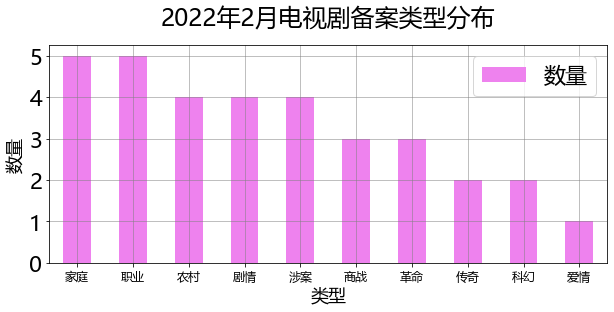 2022年2月电视剧备案类型分布
数量
数量
5
4
3
2
1
0
家庭 职业 农村 剧情 涉案 商战 革命 传奇 科幻 爱情
类型